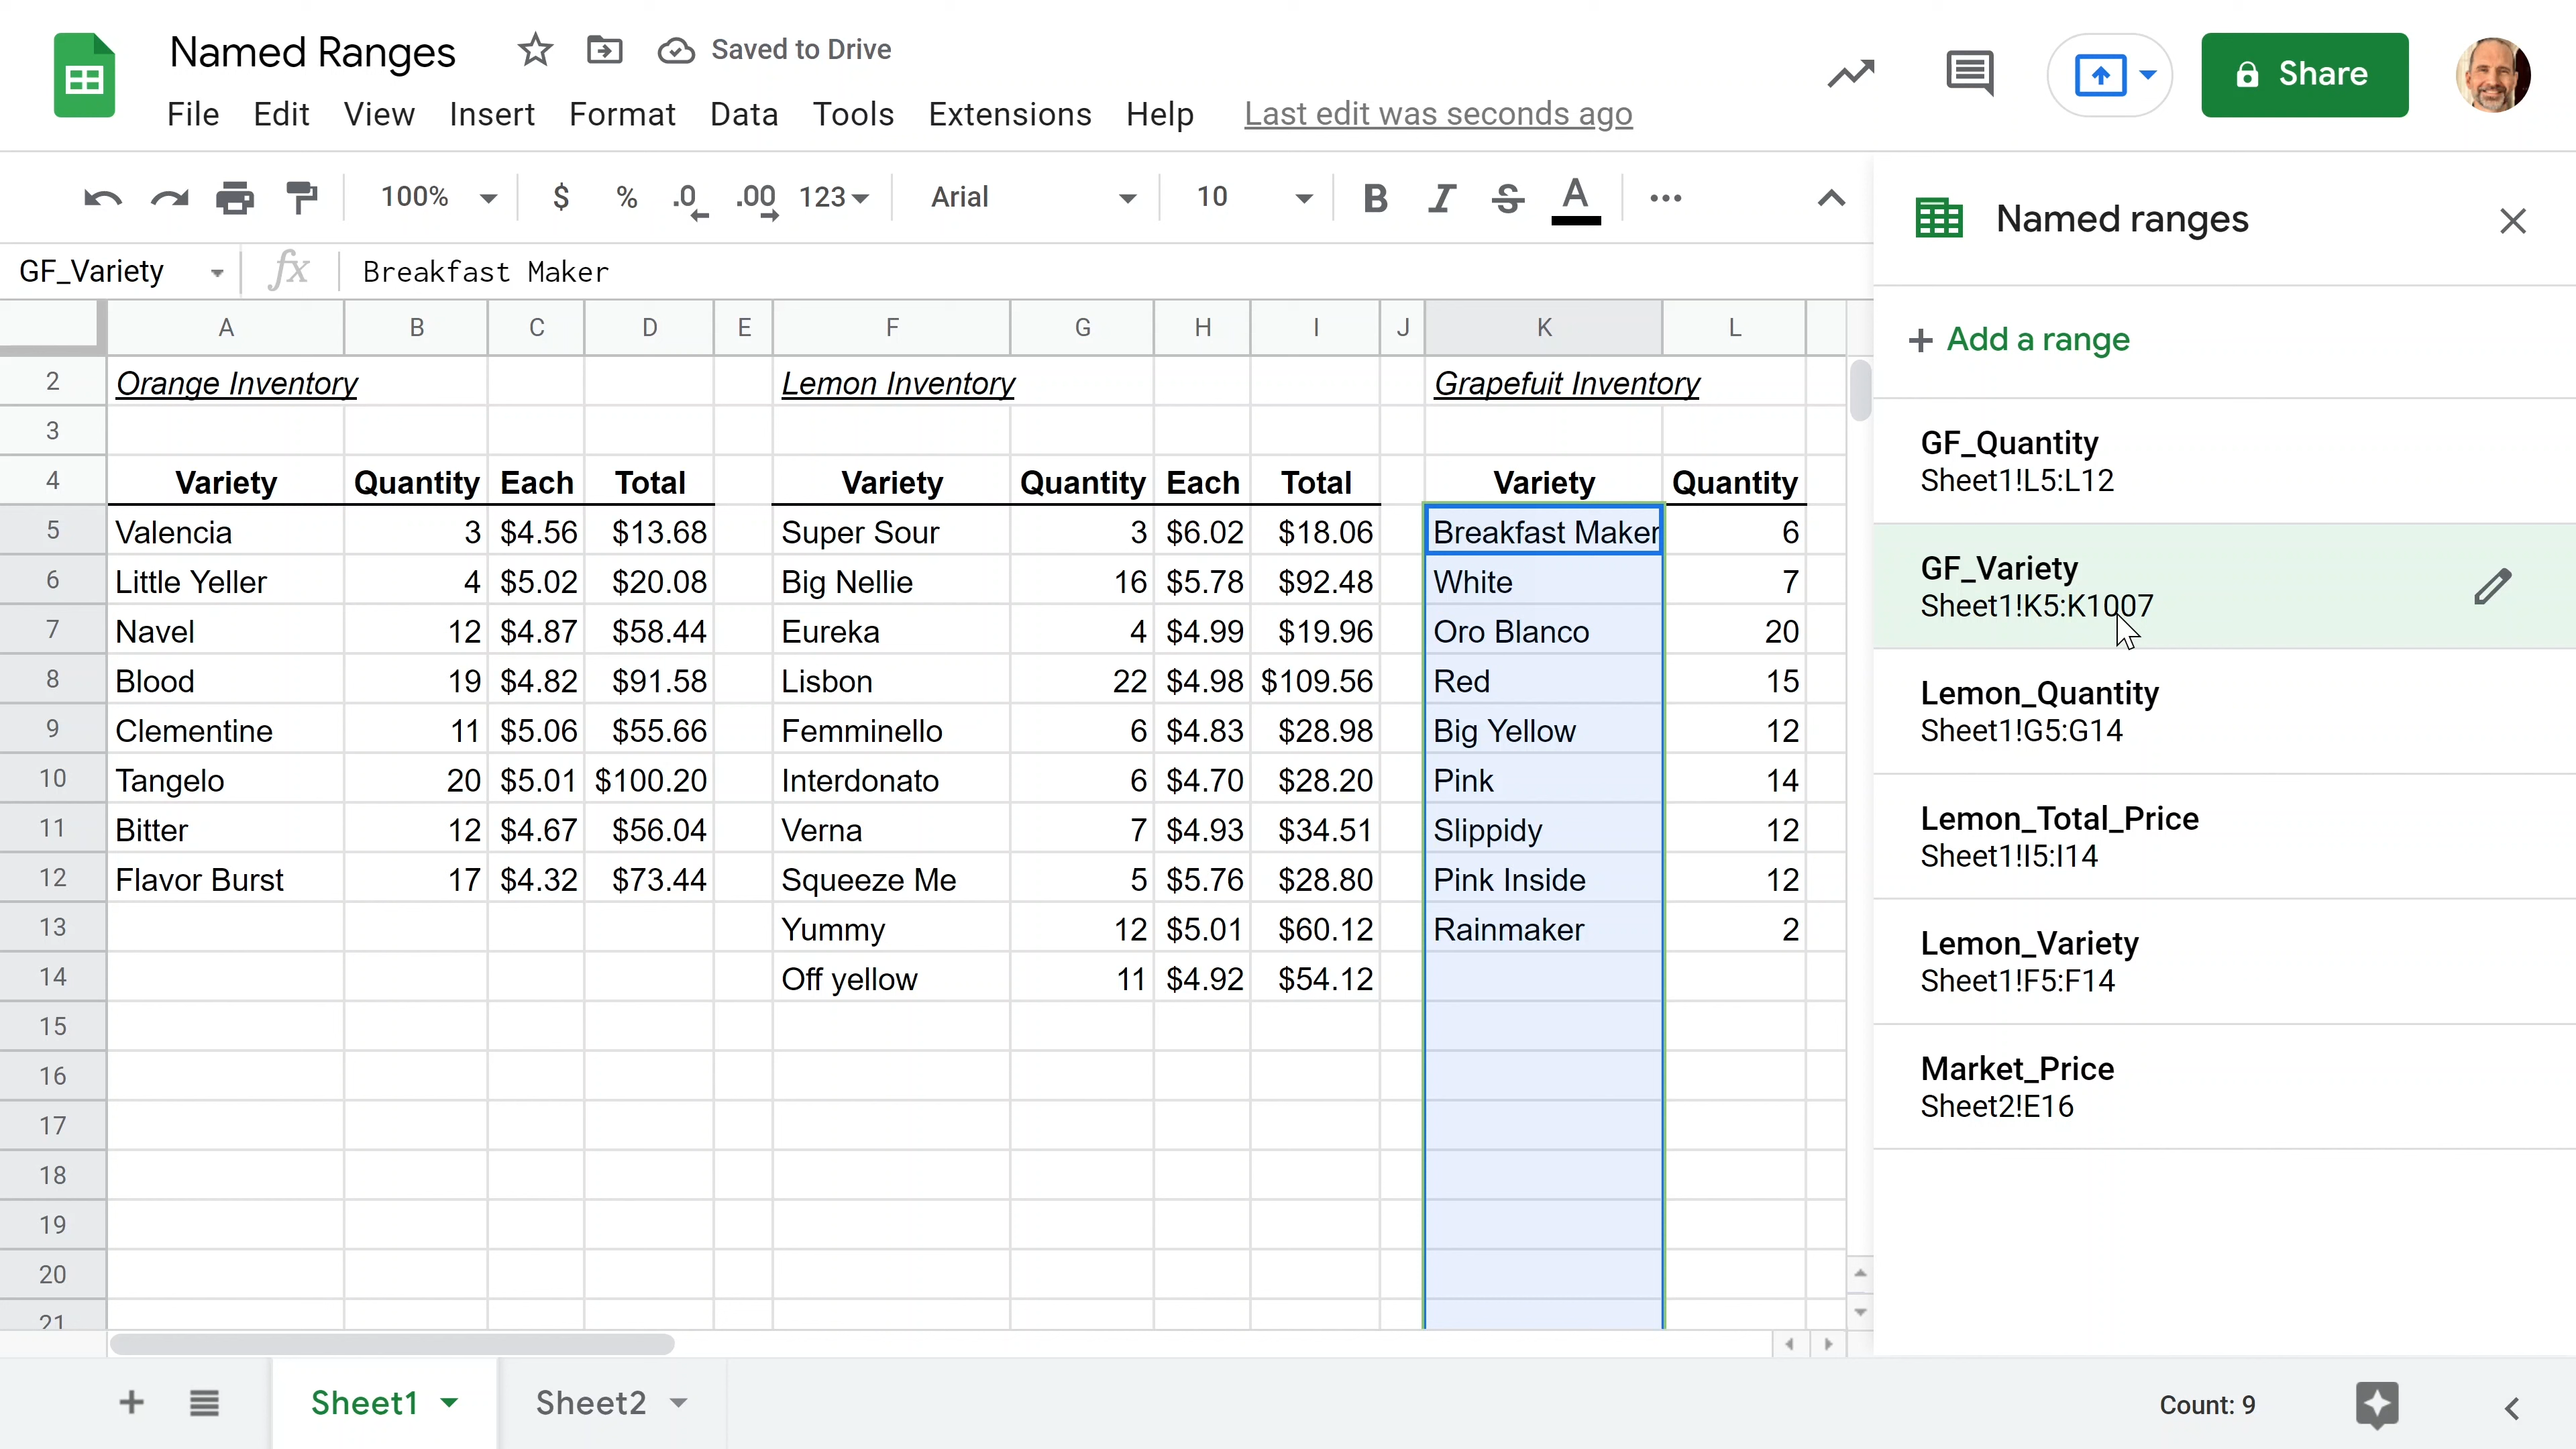 Named Ranges Saved to Drive
File Edit View Insert Format Data Tools Extensions Help Last edit was seconds ago
Share
100% $ % .0 .00 123 Arial 10 B I S A
GF_Variety fx Breakfast Maker
A B C D E F G H I J K L
2 Orange Inventory Lemon Inventory Grapefuit Inventory
3
4 Variety Quantity Each Total Variety Quantity Each Total Variety Quantity
5 Valencia 3 $4.56 $13.68 Super Sour 3 $6.02 $18.06 Breakfast Maker 6
6 Little Yeller 4 $5.02 $20.08 Big Nellie 16 $5.78 $92.48 White 7
7 Navel 12 $4.87 $58.44 Eureka 4 $4.99 $19.96 Oro Blanco 20
8 Blood 19 $4.82 $91.58 Lisbon 22 $4.98 $109.56 Red 15
9 Clementine 11 $5.06 $55.66 Femminello 6 $4.83 $28.98 Big Yellow 12
10 Tangelo 20 $5.01 $100.20 Interdonato 6 $4.70 $28.20 Pink 14
11 Bitter 12 $4.67 $56.04 Verna 7 $4.93 $34.51 Slippidy 12
12 Flavor Burst 17 $4.32 $73.44 Squeeze Me 5 $5.76 $28.80 Pink Inside 12
13 Yummy 12 $5.01 $60.12 Rainmaker 2
14 Off yellow 11 $4.92 $54.12
15
16
17
18
19
20
21
Named ranges
+ Add a range
GF_Quantity
Sheet1!L5:L12
GF_Variety
Sheet1!K5:K1007
Lemon_Quantity
Sheet1!G5:G14
Lemon_Total_Price
Sheet1!I5:I14
Lemon_Variety
Sheet1!F5:F14
Market_Price
Sheet2!E16
Sheet1 Sheet2 Count: 9